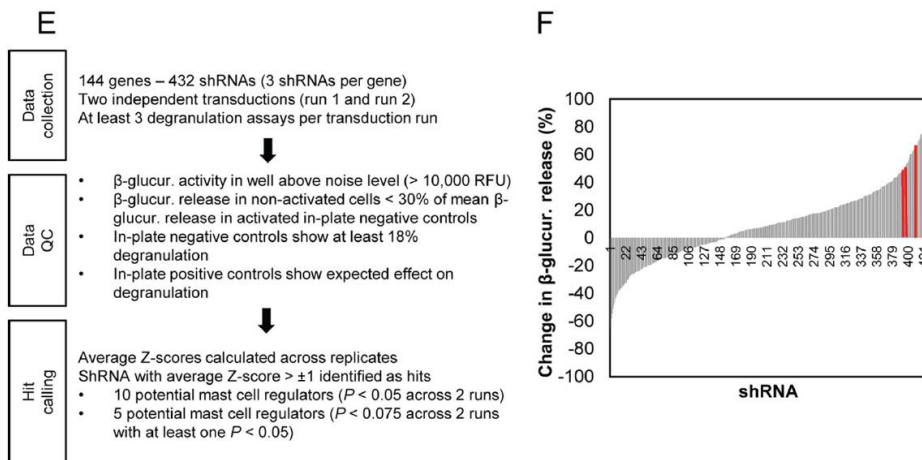 E
Data
collection
144 genes – 432 shRNAs (3 shRNAs per gene)
Two independent transductions (run 1 and run 2)
At least 3 degranulation assays per transduction run
Data
QC
• β-glucur. activity in well above noise level (> 10,000 RFU)
• β-glucur. release in non-activated cells < 30% of mean β-
glucur. release in activated in-plate negative controls
• In-plate negative controls show at least 18%
degranulation
• In-plate positive controls show expected effect on
degranulation
Hit
calling
Average Z-scores calculated across replicates
ShRNA with average Z-score > ±1 identified as hits
• 10 potential mast cell regulators (P < 0.05 across 2 runs)
• 5 potential mast cell regulators (P < 0.075 across 2 runs
with at least one P < 0.05)
F
Change in β-glucur. release (%)
100
80
60
40
20
0
-20
-40
-60
-80
-100
1 22 43 64 85 106 127 148 169 190 211 232 253 274 295 316 337 358 379 400
shRNA